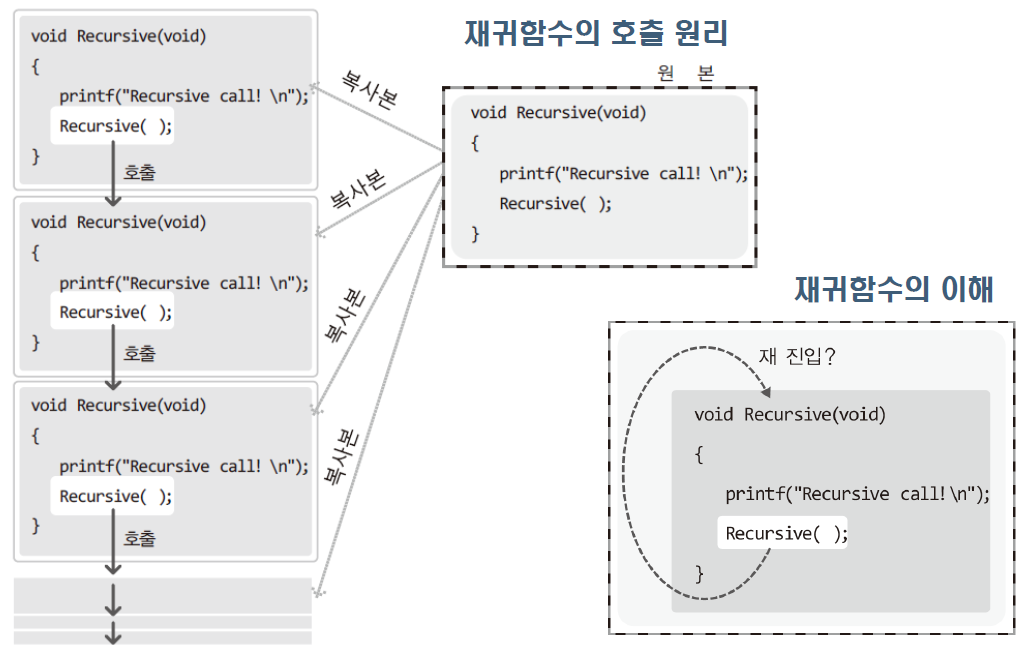 void Recursive(void)
{
printf("Recursive call! \n");
Recursive( );
}
호출
void Recursive(void)
{
printf("Recursive call! \n");
Recursive( );
}
호출
void Recursive(void)
{
printf("Recursive call! \n");
Recursive( );
}
호출
복사본
복사본
복사본
복사본
재귀함수의 호출 원리
원 본
void Recursive(void)
{
printf("Recursive call! \n");
Recursive( );
}
재귀함수의 이해
재 진입?
void Recursive(void)
{
printf("Recursive call!\n");
Recursive( );
}